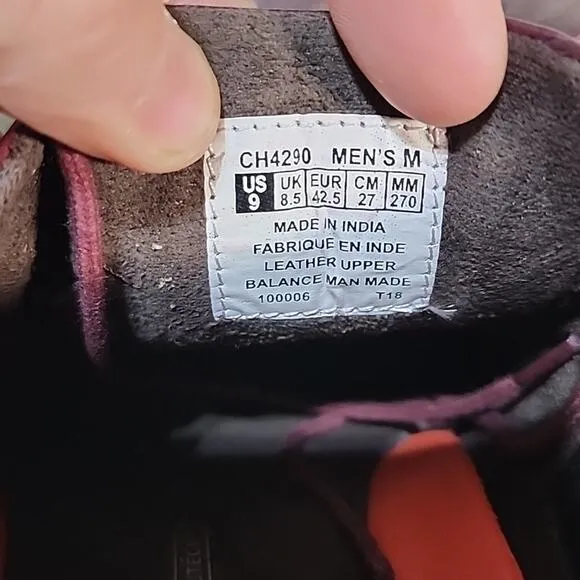 CH4290 MEN'S M
US UK EUR CM MM
9 8.5 42.5 27 270
MADE IN INDIA
FABRIQUE EN INDE
LEATHER UPPER
BALANCE MAN MADE
100006 T18